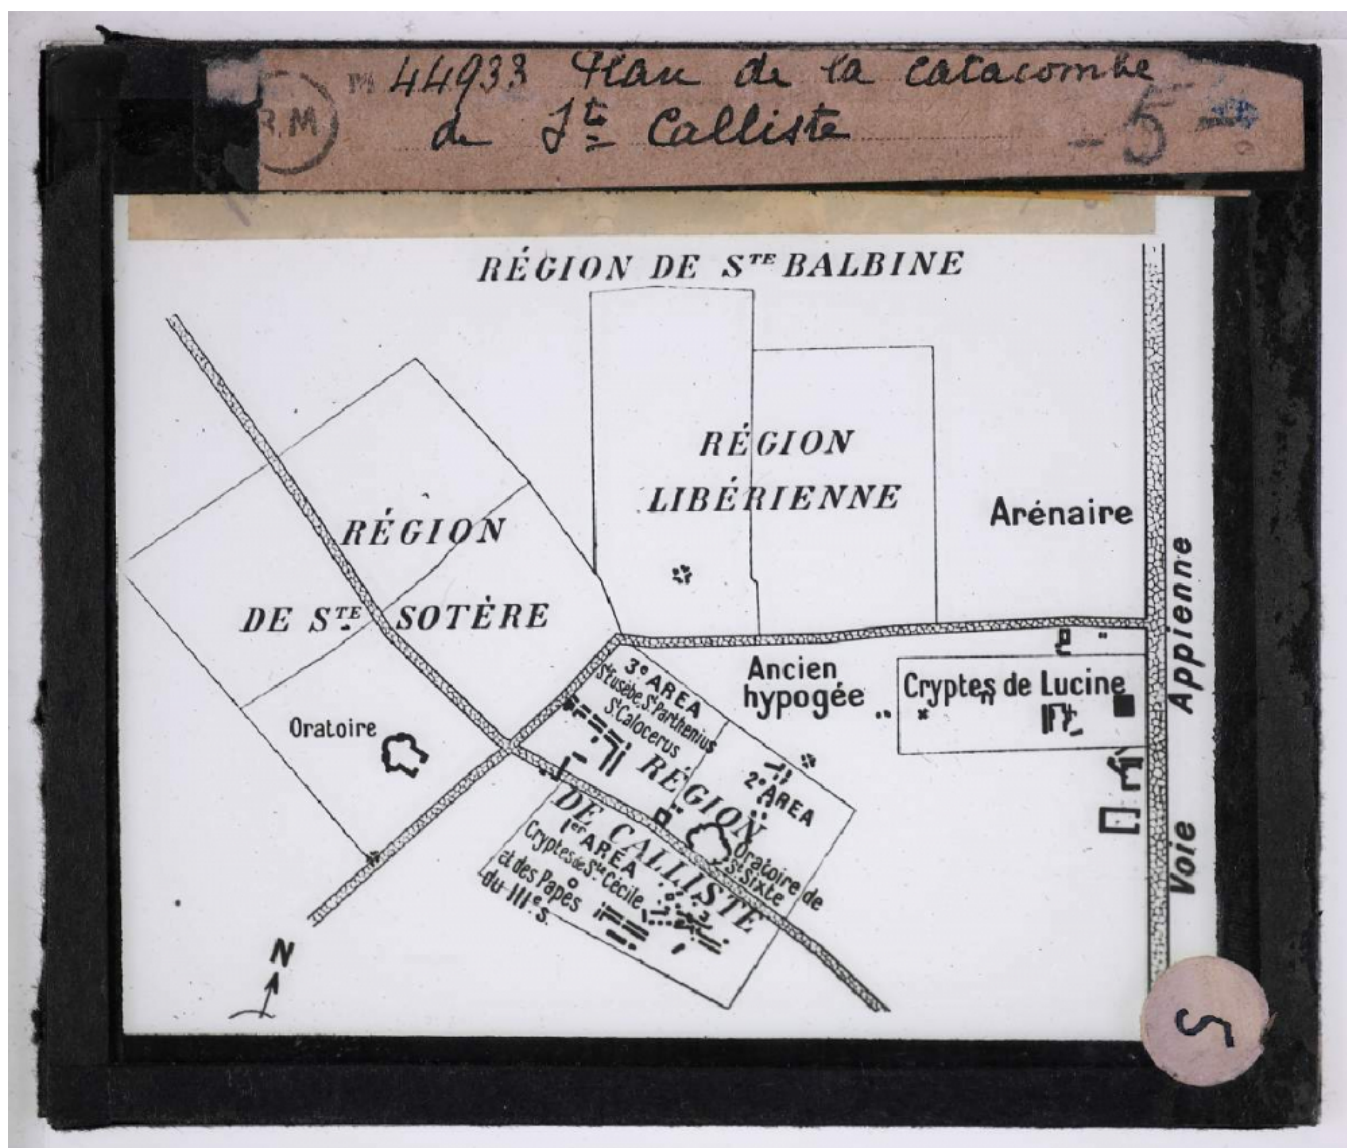 M 44933 Plan de la catacombe
R.M
de Ste Calliste
- 5 -
RÉGION DE STE BALBINE
RÉGION
LIBÉRIENNE
Arénaire
RÉGION
DE STE SOTÈRE
Voie Appienne
Ancien
hypogée
Cryptes de Lucine
Oratoire
3e AREA
St Eusèbe, St Parthenius
St Calocerus
2e AREA
RÉGION
DE CALLISTE
1er AREA
Cryptes de Ste Cécile
et des Papes
du IIIe s.
Oratoire de
St Sixte
N
5